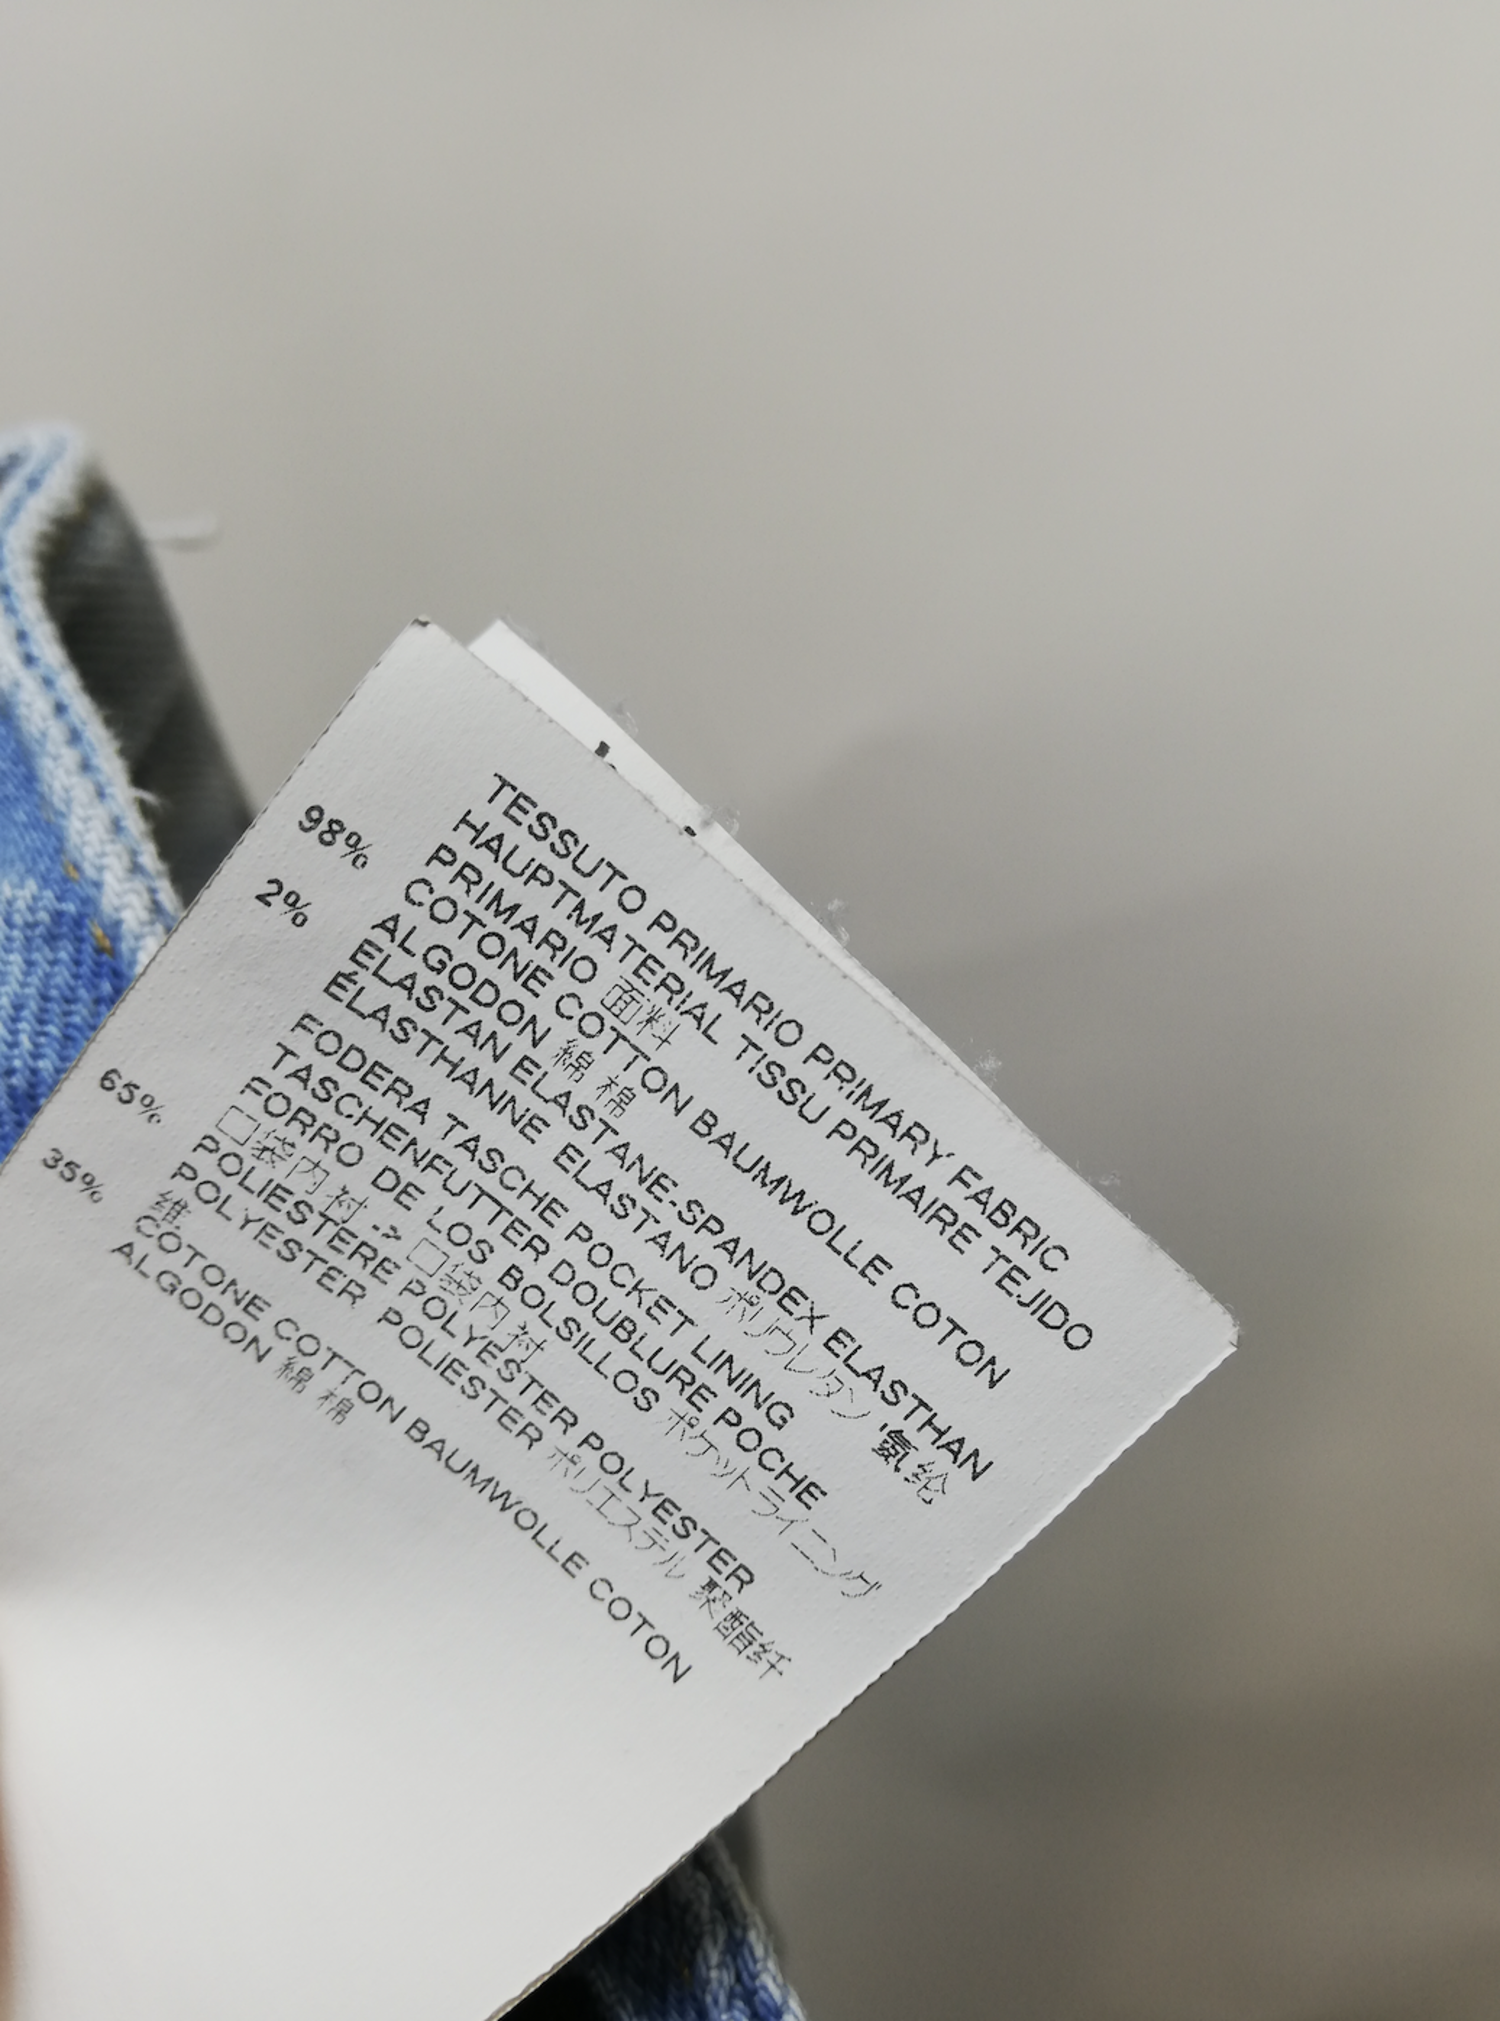 TESSUTO PRIMARIO PRIMARY FABRIC
HAUPTMATERIAL TISSU PRIMAIRE TEJIDO
PRIMARIO 面料
98% COTONE COTTON BAUMWOLLE COTON
ALGODON 綿 棉
2% ELASTAN ELASTANE-SPANDEX ELASTHAN
ÉLASTHANNE ELASTANO ポリウレタン '氨纶
FODERA TASCHE POCKET LINING
TASCHENFUTTER DOUBLURE POCHE
FORRO DE LOS BOLSILLOS ポケットライニング
口袋内衬 -> 口袋内衬
65% POLIESTERE POLYESTER POLYESTER
POLYESTER POLIESTER ポリエステル 聚酯纤
维
35% COTONE COTTON BAUMWOLLE COTON
ALGODON 綿 棉